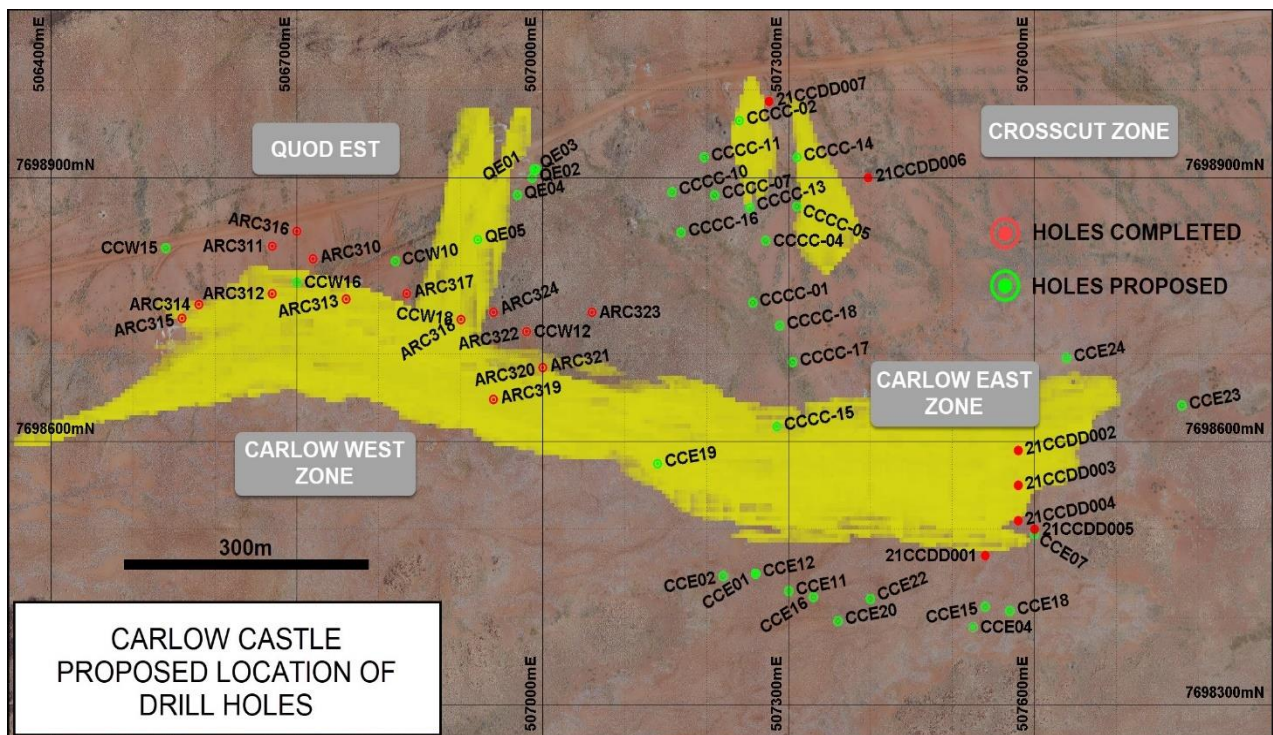 506400mE
506700mE
507000mE
507300mE
507600mE
21CCDD007
CCCC-02
QUOD EST
CROSSCUT ZONE
CCCC-11
CCCC-14
QE01
QE03
QE02
7698900mN
7698900mN
21CCDD006
CCCC-10
CCCC-07
CCCC-13
QE04
CCCC-05
ARC316
CCCC-16
HOLES COMPLETED
CCW15
ARC311
ARC310
QE05
CCCC-04
CCW10
CCW16
HOLES PROPOSED
ARC314
ARC312
ARC313
ARC317
CCCC-01
ARC315
CCW18
ARC318
ARC324
ARC323
ARC322
CCW12
CCCC-18
CCE24
CCCC-17
ARC320
ARC321
CARLOW EAST
ZONE
ARC319
CCE23
CCCC-15
7698600mN
7698600mN
CARLOW WEST
ZONE
CCE19
21CCDD002
21CCDD003
21CCDD004
21CCDD005
CCE07
300m
21CCDD001
CCE02
CCE01
CCE12
CCE11
CCE16
CCE22
CCE20
CCE15
CCE18
CCE04
CARLOW CASTLE
PROPOSED LOCATION OF
DRILL HOLES
507000mE
507300mE
507600mE
7698300mN